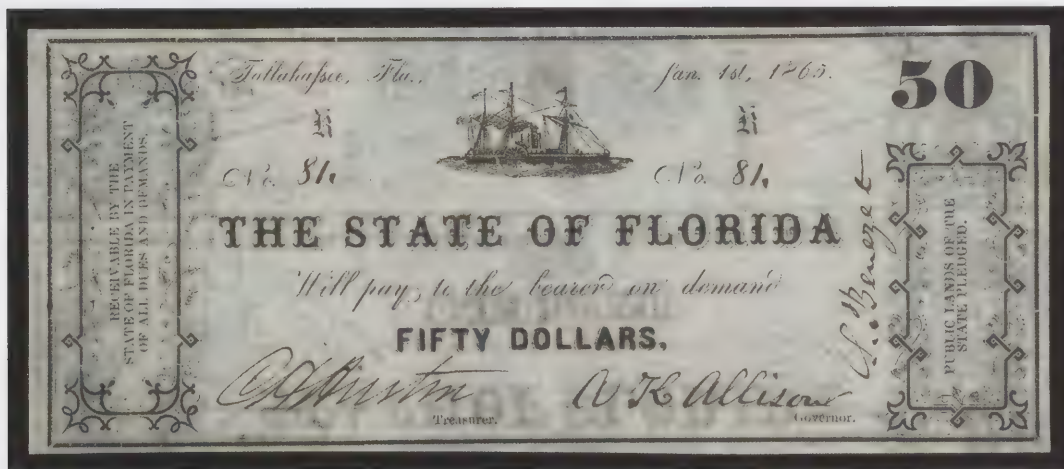 RECEIVABLE BY THE
STATE OF FLORIDA IN PAYMENT
OF ALL DUES AND DEMANDS.
Tallahassee, Fla., Jan. 1st, 1865.
50
No. 81, No. 81,
THE STATE OF FLORIDA
Will pay, to the bearer on demand
FIFTY DOLLARS,
C H Austin A K Allison
Treasurer. Governor.
Benezet
PUBLIC LANDS OF THE
STATE PLEDGED.